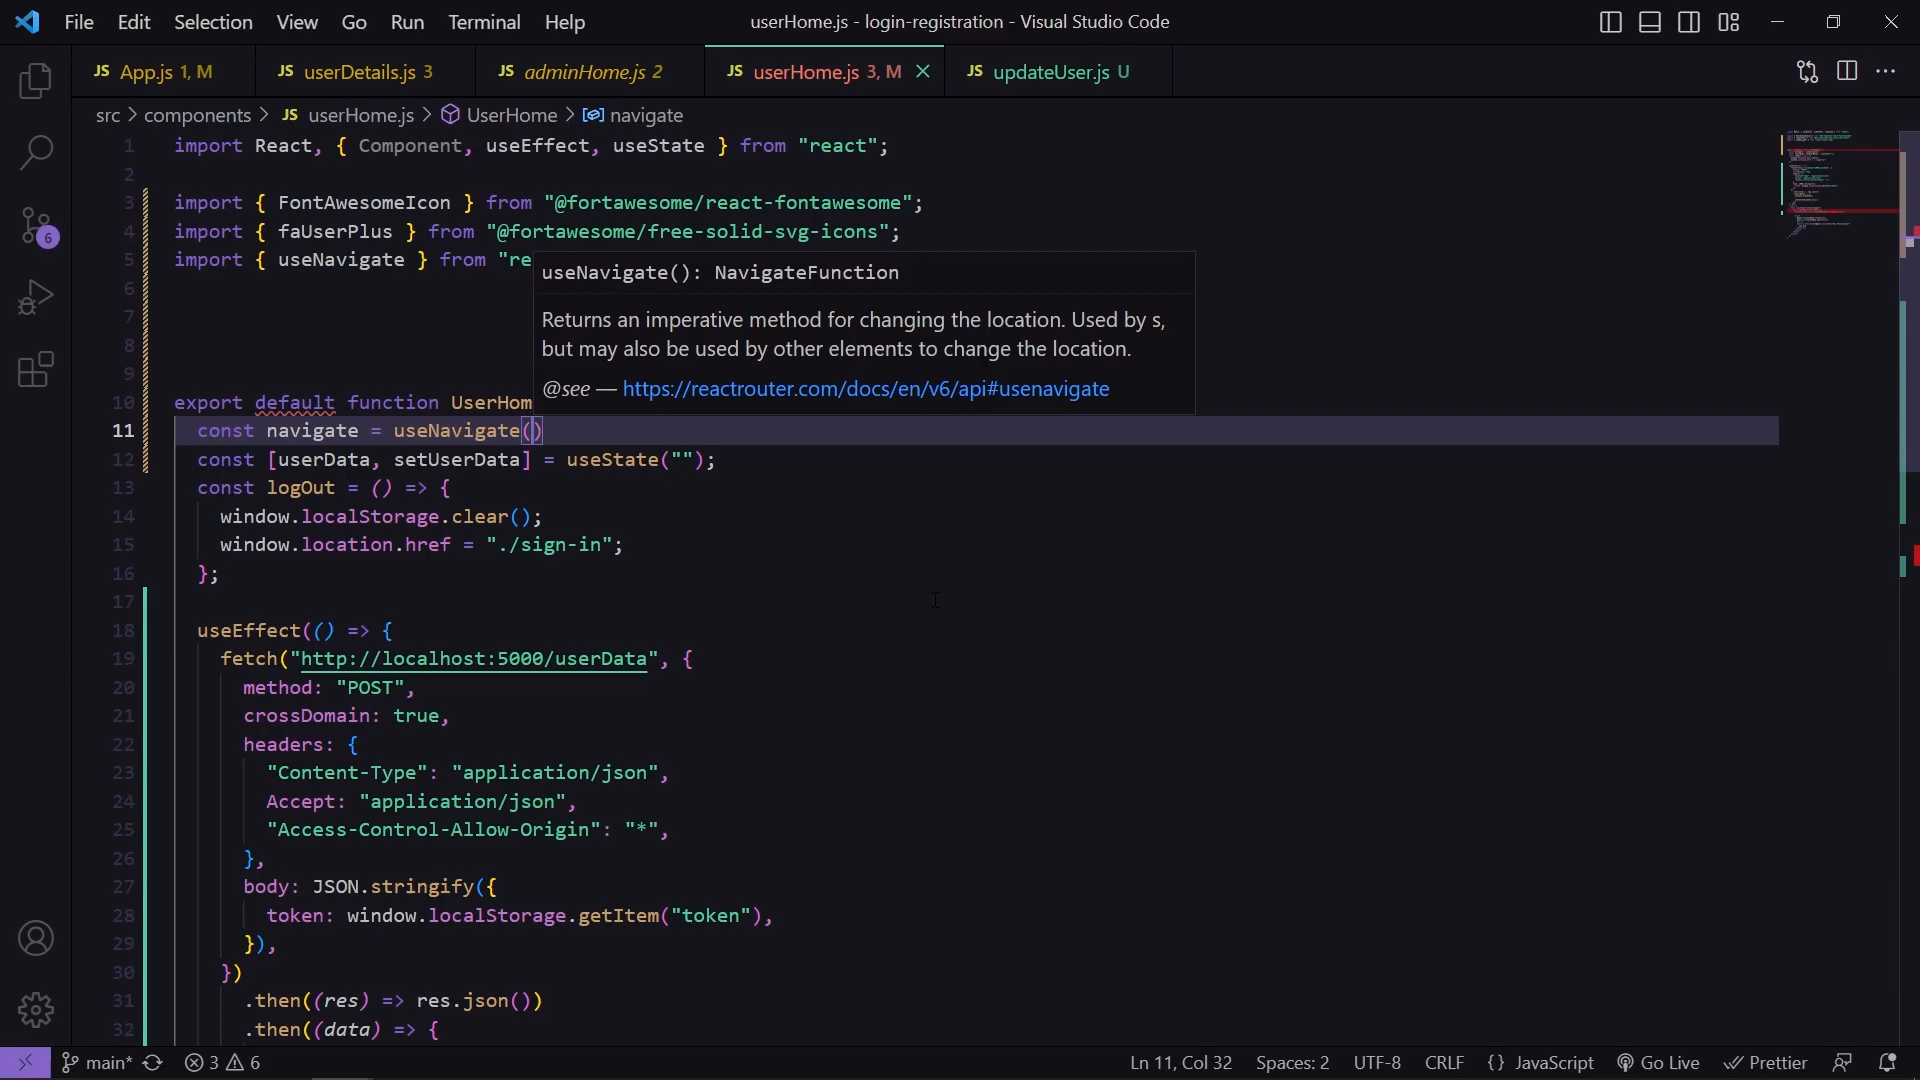 File Edit Selection View Go Run Terminal Help
userHome.js - login-registration - Visual Studio Code
JS App.js 1, M
JS userDetails.js 3
JS adminHome.js 2
JS userHome.js 3, M
JS updateUser.js U
src > components > JS userHome.js > UserHome > navigate
1 import React, { Component, useEffect, useState } from "react";
2
3 import { FontAwesomeIcon } from "@fortawesome/react-fontawesome";
4 import { faUserPlus } from "@fortawesome/free-solid-svg-icons";
5 import { useNavigate } from "re
useNavigate(): NavigateFunction
6
7
Returns an imperative method for changing the location. Used by s,
8
but may also be used by other elements to change the location.
9
@see — https://reactrouter.com/docs/en/v6/api#usenavigate
10 export default function UserHom
11 const navigate = useNavigate()
12 const [userData, setUserData] = useState("");
13 const logOut = () => {
14 window.localStorage.clear();
15 window.location.href = "./sign-in";
16 };
17
18 useEffect(() => {
19 fetch("http://localhost:5000/userData", {
20 method: "POST",
21 crossDomain: true,
22 headers: {
23 "Content-Type": "application/json",
24 Accept: "application/json",
25 "Access-Control-Allow-Origin": "*",
26 },
27 body: JSON.stringify({
28 token: window.localStorage.getItem("token"),
29 }),
30 })
31 .then((res) => res.json())
32 .then((data) => {
6
main* 3 6
Ln 11, Col 32 Spaces: 2 UTF-8 CRLF {} JavaScript Go Live Prettier